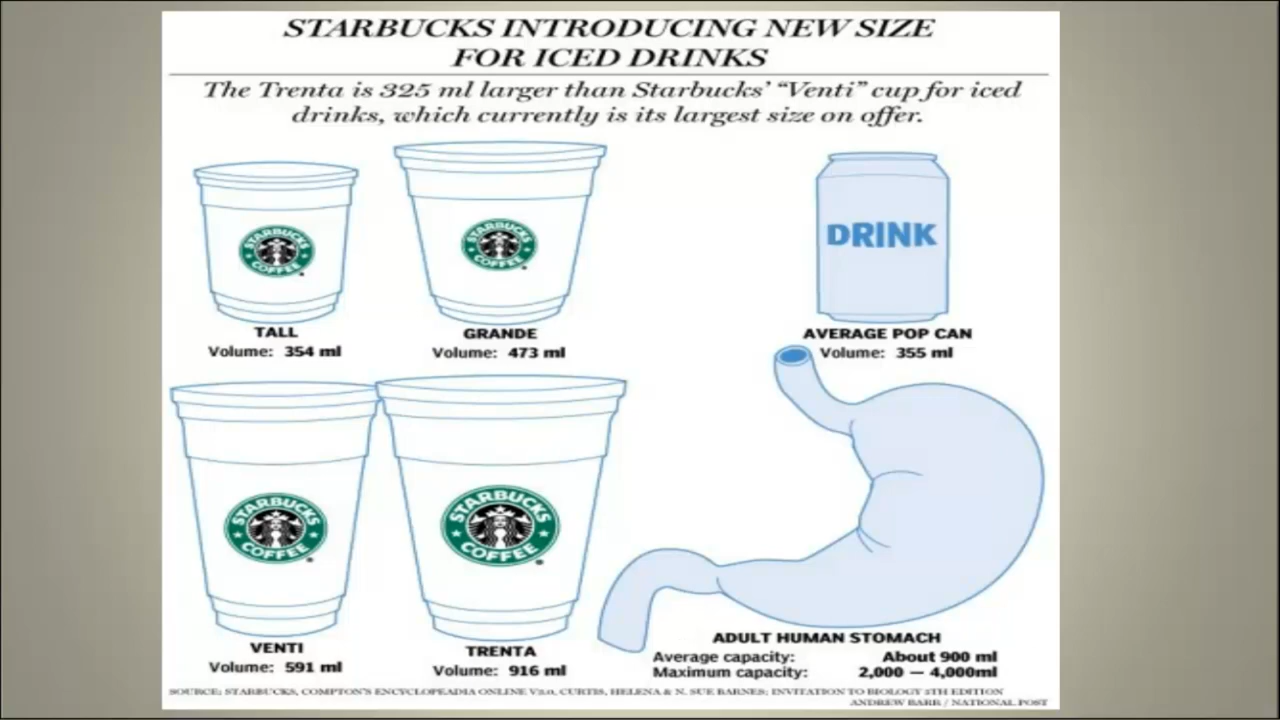 STARBUCKS INTRODUCING NEW SIZE
FOR ICED DRINKS
The Trenta is 325 ml larger than Starbucks' "Venti" cup for iced
drinks, which currently is its largest size on offer.
STARBUCKS
COFFEE
TALL
Volume: 354 ml
STARBUCKS
COFFEE
GRANDE
Volume: 473 ml
DRINK
AVERAGE POP CAN
Volume: 355 ml
STARBUCKS
COFFEE
VENTI
Volume: 591 ml
STARBUCKS
COFFEE
TRENTA
Volume: 916 ml
ADULT HUMAN STOMACH
Average capacity: About 900 ml
Maximum capacity: 2,000 — 4,000ml
SOURCE: STARBUCKS, COMPTON'S ENCYCLOPEADIA ONLINE V3.0, CURTIS, HELENA & N. SUE BARNES; INVITATION TO BIOLOGY 5TH EDITION
ANDREW BARR / NATIONAL POST